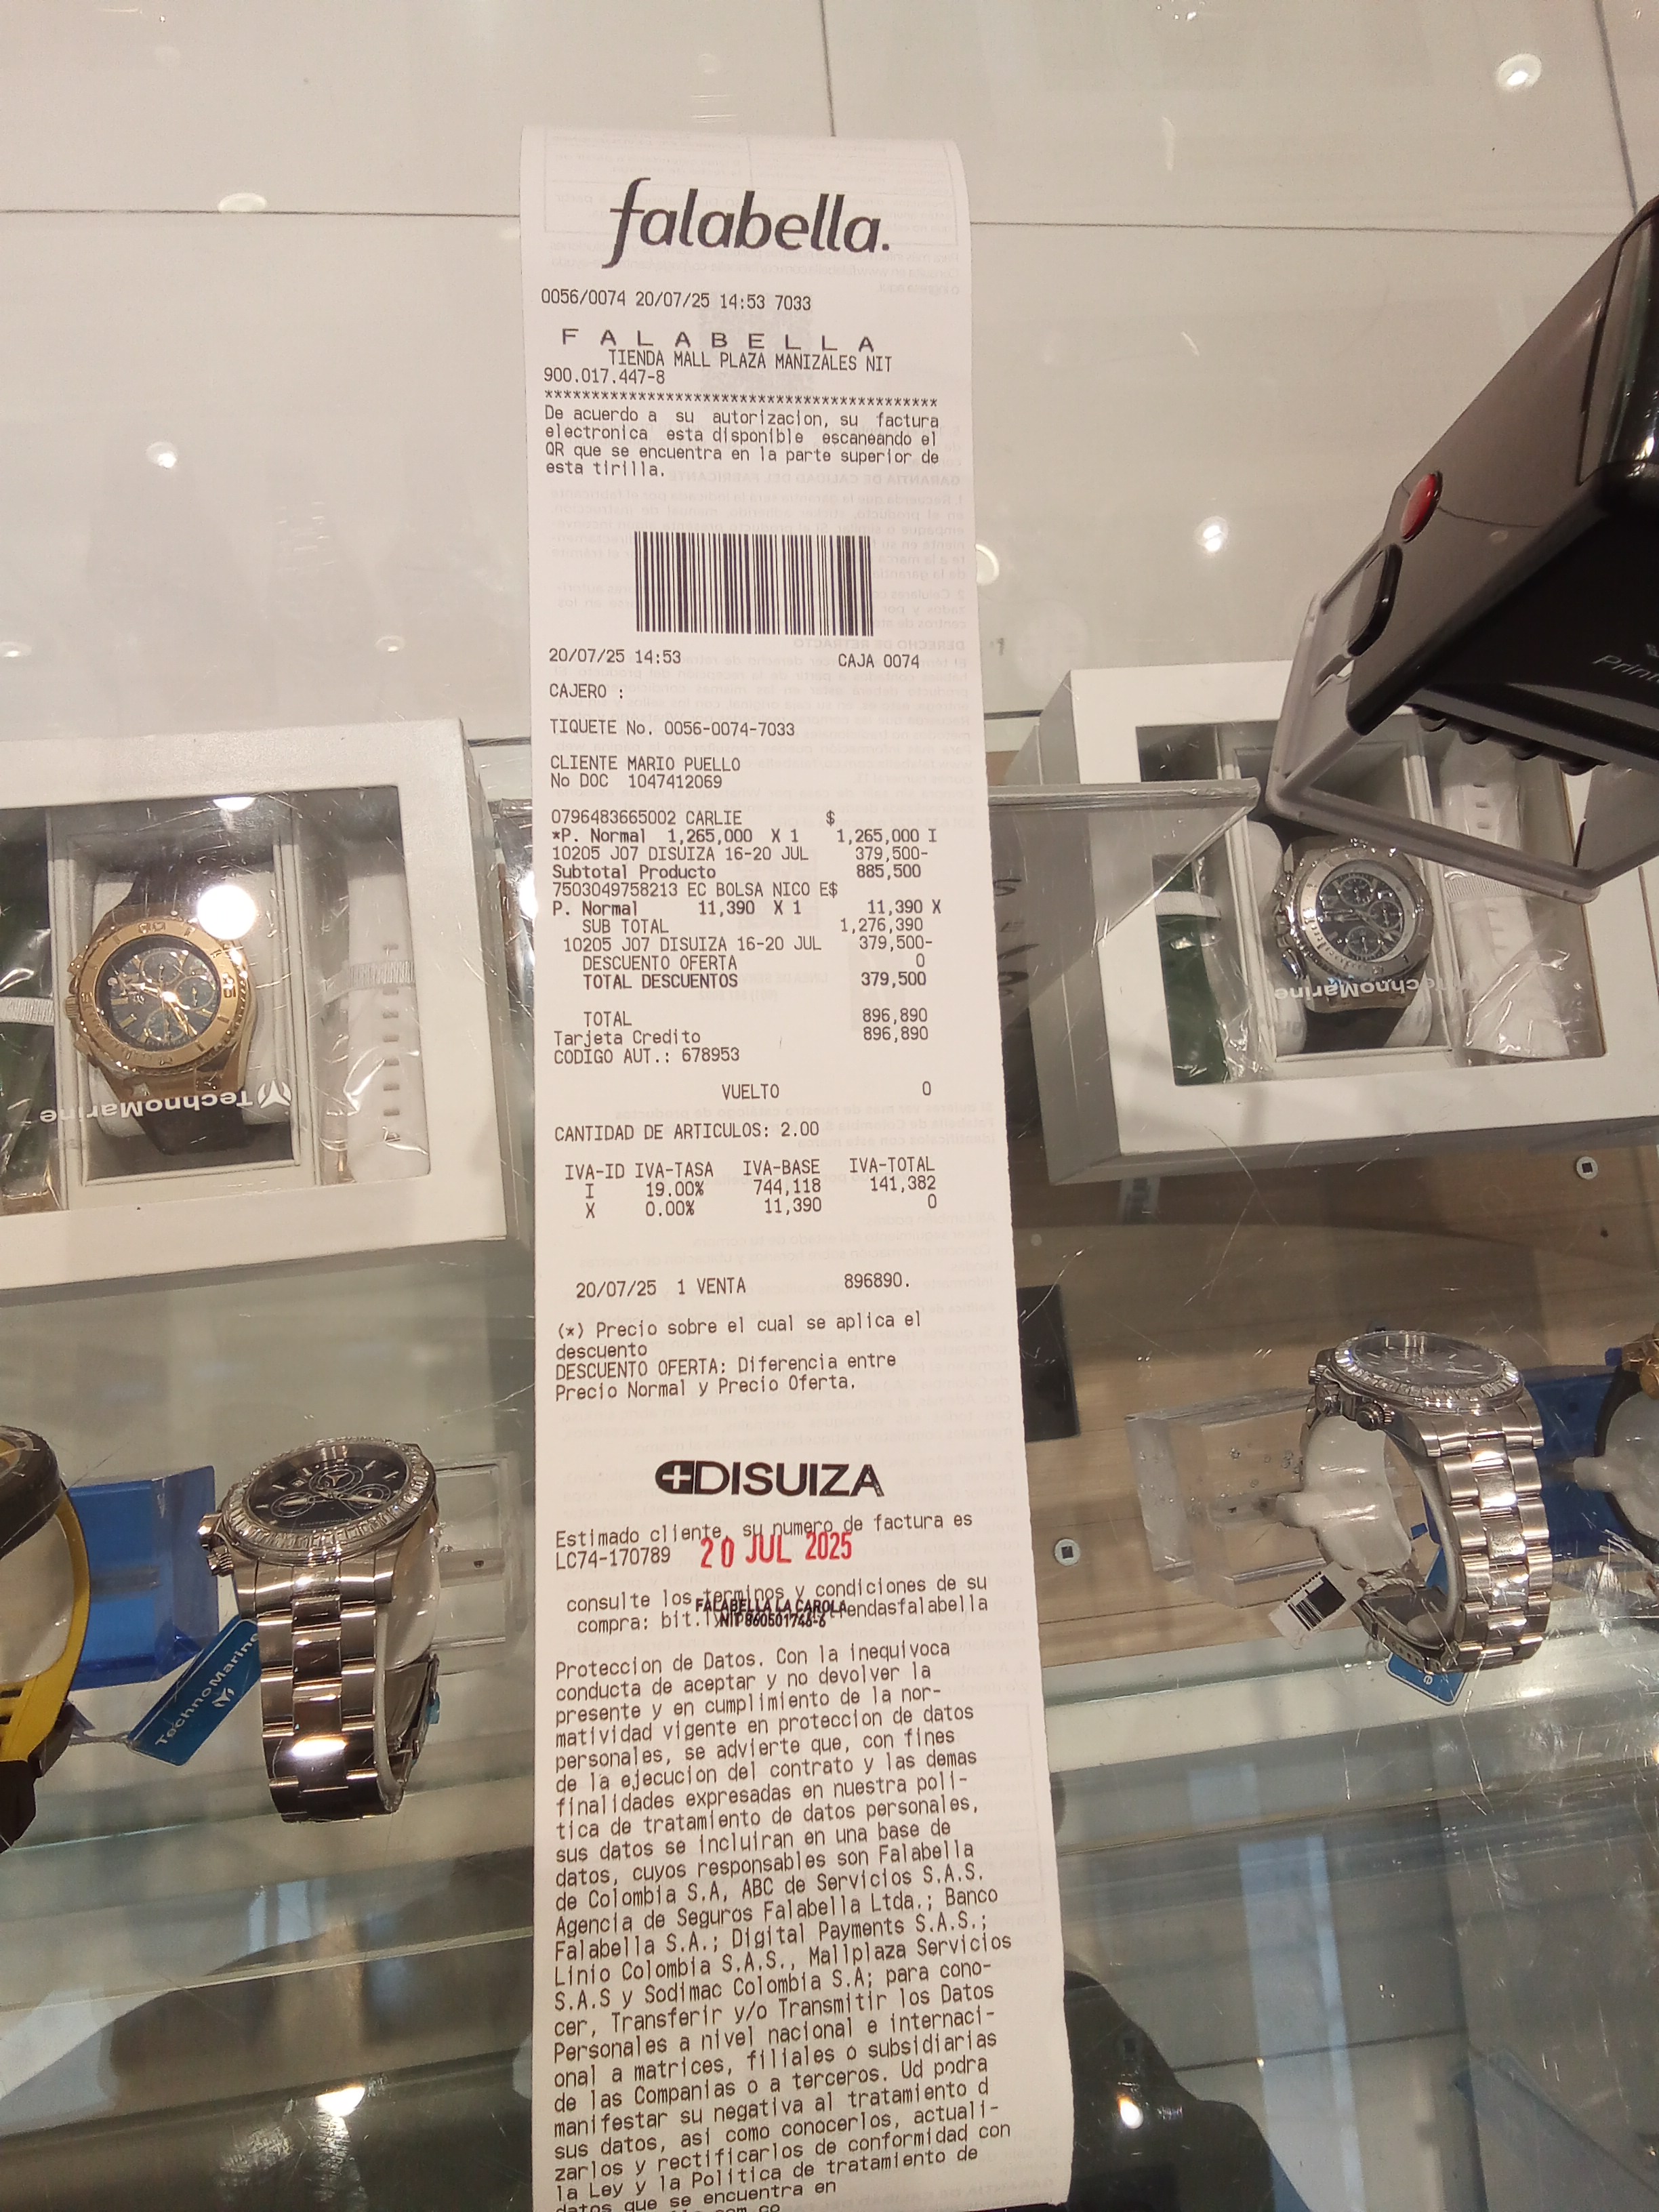 falabella.
0056/0074 20/07/25 14:53 7033
F A L A B E L L A
TIENDA MALL PLAZA MANIZALES NIT
900.017.447-8
******************************************
De acuerdo a su autorizacion, su factura
electronica esta disponible escaneando el
QR que se encuentra en la parte superior de
esta tirilla.
20/07/25 14:53 CAJA 0074
CAJERO :
TIQUETE No. 0056-0074-7033
CLIENTE MARIO PUELLO
No DOC 1047412069
0796483665002 CARLIE $
*P. Normal 1,265,000 X 1 1,265,000 I
10205 J07 DISUIZA 16-20 JUL 379,500-
Subtotal Producto 885,500
7503049758213 EC BOLSA NICO E$
P. Normal 11,390 X 1 11,390 X
SUB TOTAL 1,276,390
10205 J07 DISUIZA 16-20 JUL 379,500-
DESCUENTO OFERTA 0
TOTAL DESCUENTOS 379,500
TOTAL 896,890
Tarjeta Credito 896,890
CODIGO AUT.: 678953
VUELTO 0
CANTIDAD DE ARTICULOS: 2.00
IVA-ID IVA-TASA IVA-BASE IVA-TOTAL
I 19.00% 744,118 141,382
X 0.00% 11,390 0
20/07/25 1 VENTA 896890.
(*) Precio sobre el cual se aplica el
descuento
DESCUENTO OFERTA: Diferencia entre
Precio Normal y Precio Oferta.
DISUIZA
Estimado cliente, su numero de factura es
LC74-170789
20 JUL 2025
consulte los terminos y condiciones de su
FALABELLA LA CAROLA
compra: bit.l endasfalabella
NIT 860501748-6
Proteccion de Datos. Con la inequivoca
conducta de aceptar y no devolver la
presente y en cumplimiento de la nor-
matividad vigente en proteccion de datos
personales, se advierte que, con fines
de la ejecucion del contrato y las demas
finalidades expresadas en nuestra poli-
tica de tratamiento de datos personales,
sus datos se incluiran en una base de
datos, cuyos responsables son Falabella
de Colombia S.A, ABC de Servicios S.A.S.
Agencia de Seguros Falabella Ltda.; Banco
Falabella S.A.; Digital Payments S.A.S.;
Linio Colombia S.A.S., Mallplaza Servicios
S.A.S y Sodimac Colombia S.A; para cono-
cer, Transferir y/o Transmitir los Datos
Personales a nivel nacional e internaci-
onal a matrices, filiales o subsidiarias
de las Companias o a terceros. Ud podra
manifestar su negativa al tratamiento d
sus datos, asi como conocerlos, actuali-
zarlos y rectificarlos de conformidad con
la Ley y la Politica de tratamiento de
datos que se encuentra en
TechnoMarine
TechnoMarine
TechnoMarine